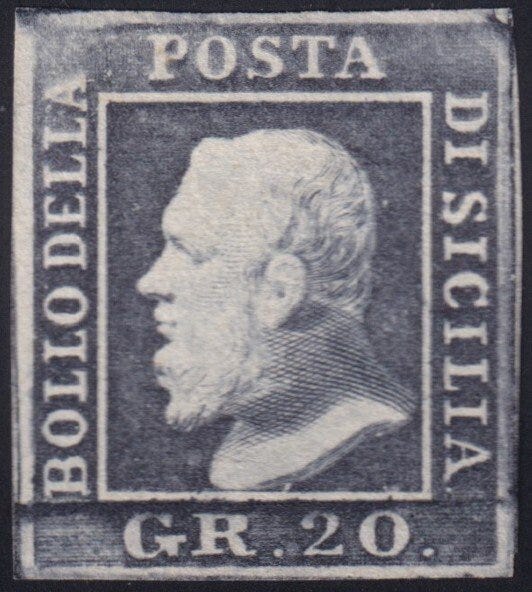 BOLLO DELLA
POSTA
DI SICILIA
GR. 20.